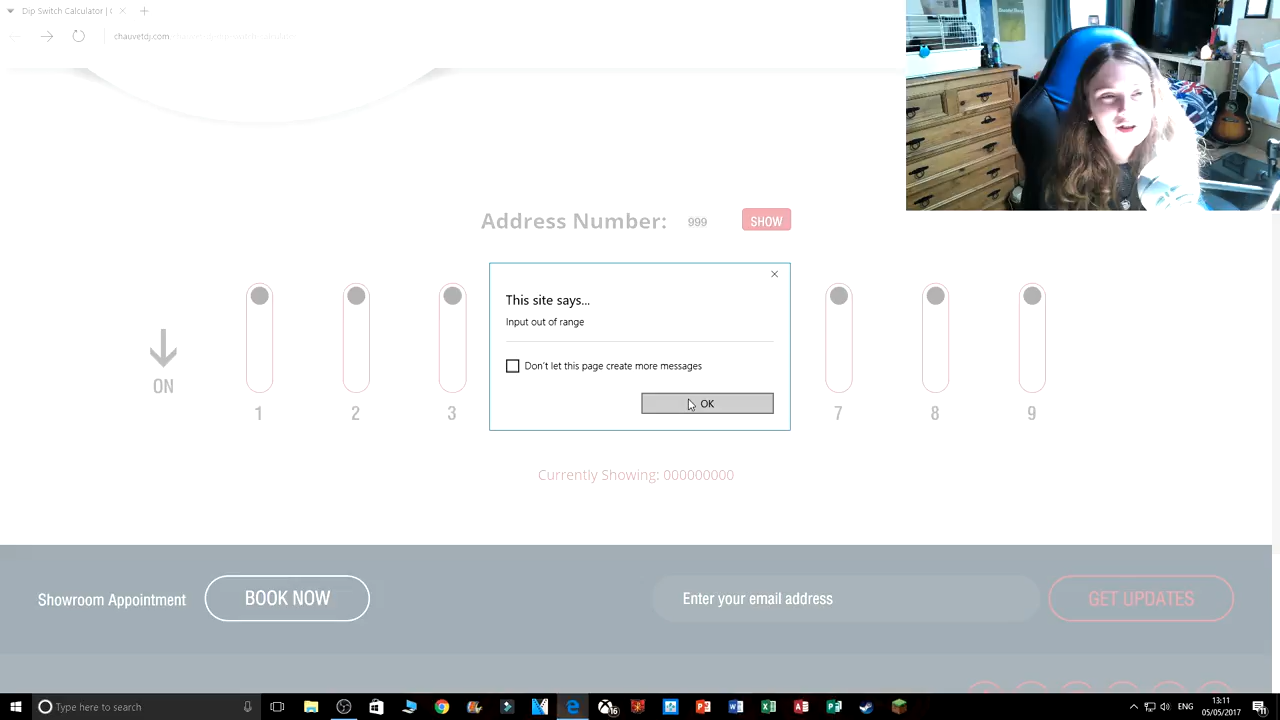 Dip Switch Calculator | C
chauvetdj.com
Address Number: 999 SHOW
This site says...
Input out of range
Don't let this page create more messages
OK
ON
1 2 3 7 8 9
Currently Showing: 000000000
Showroom Appointment BOOK NOW Enter your email address GET UPDATES
Type here to search
16
ENG
13:11
05/05/2017
11